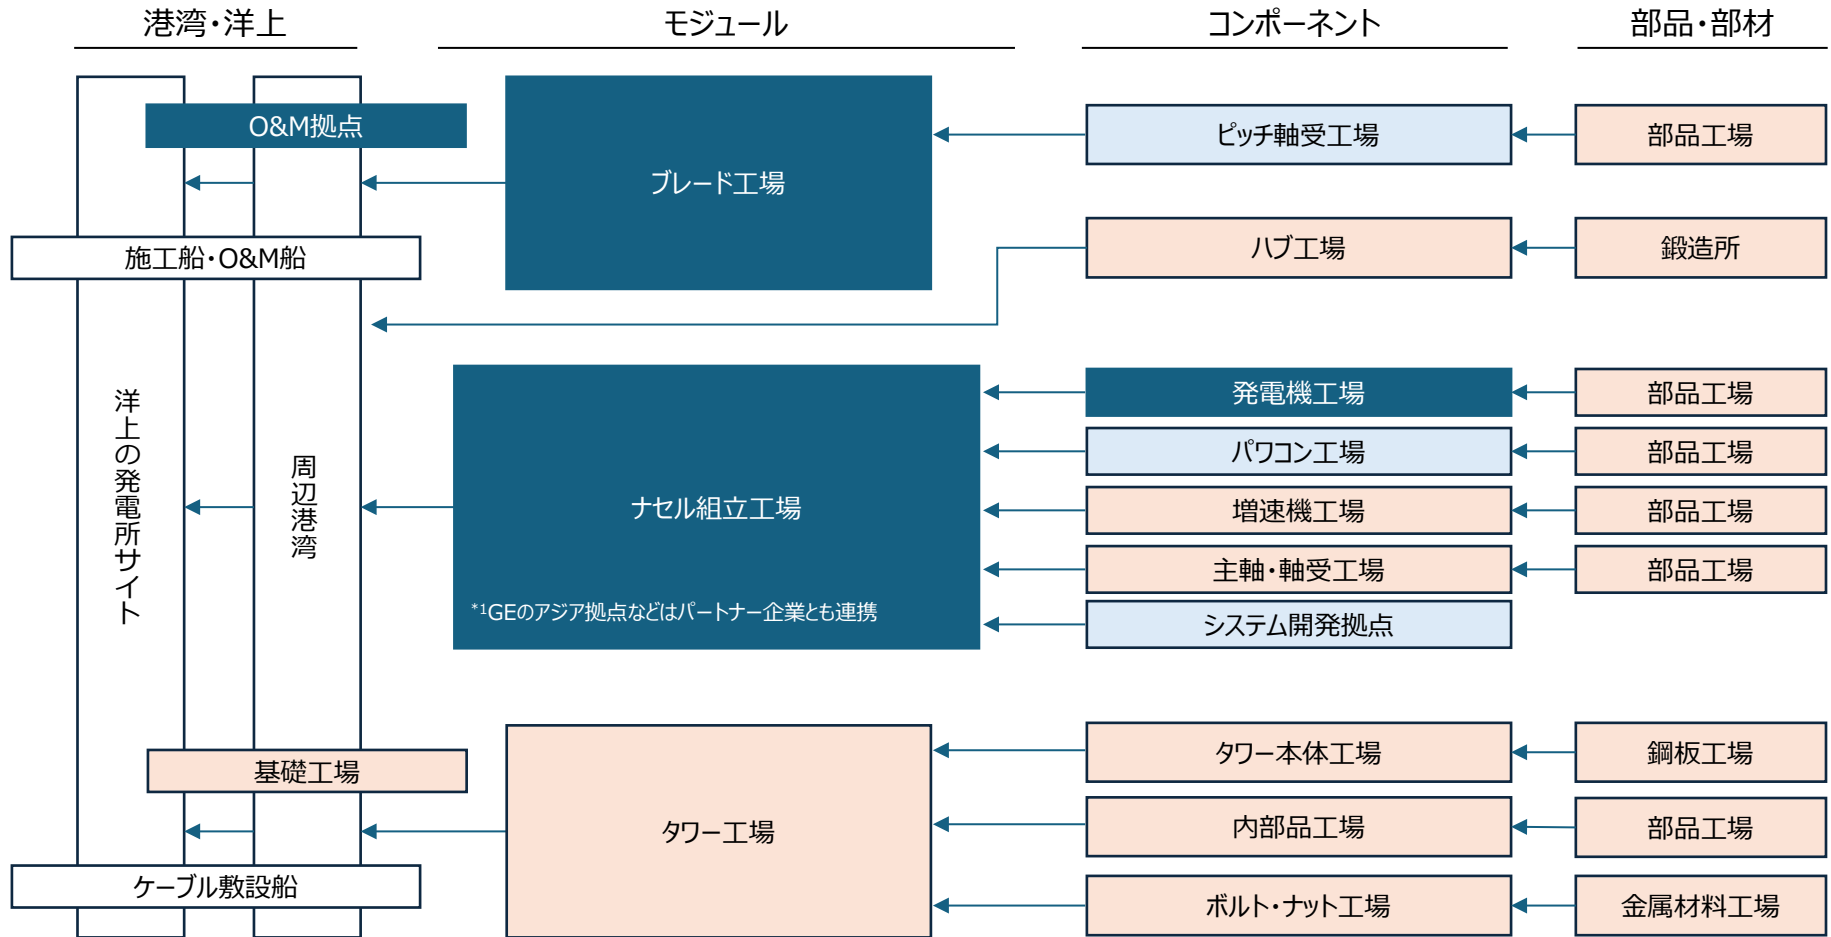 港湾・洋上
モジュール
コンポーネント
部品・部材
O&M拠点
施工船・O&M船
洋上の発電所サイト
周辺港湾
基礎工場
ケーブル敷設船
ブレード工場
ナセル組立工場
*1GEのアジア拠点などはパートナー企業とも連携
タワー工場
ピッチ軸受工場
ハブ工場
発電機工場
パワコン工場
増速機工場
主軸・軸受工場
システム開発拠点
タワー本体工場
内部品工場
ボルト・ナット工場
部品工場
鍛造所
部品工場
部品工場
部品工場
部品工場
鋼板工場
部品工場
金属材料工場